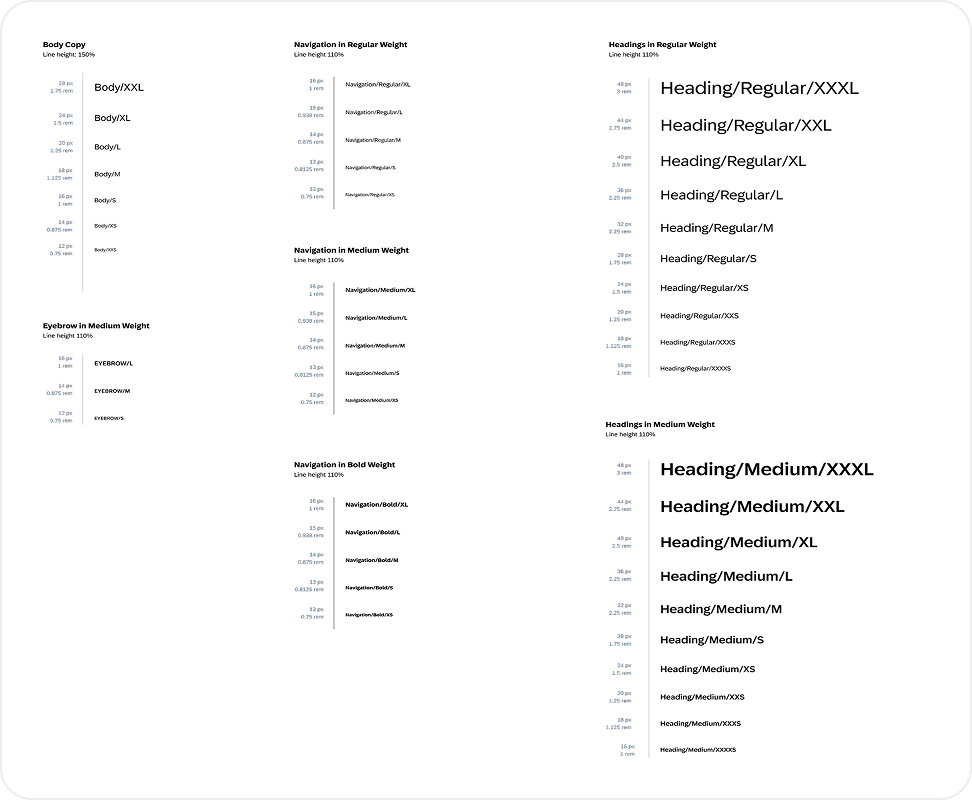 Body Copy
Line height: 150%
28 px
1.75 rem
Body/XXL
24 px
1.5 rem
Body/XL
20 px
1.25 rem
Body/L
18 px
1.125 rem
Body/M
16 px
1 rem
Body/S
14 px
0.875 rem
Body/XS
12 px
0.75 rem
Body/XXS
Eyebrow in Medium Weight
Line height 110%
16 px
1 rem
EYEBROW/L
14 px
0.875 rem
EYEBROW/M
12 px
0.75 rem
EYEBROW/S
Navigation in Regular Weight
Line height 110%
16 px
1 rem
Navigation/Regular/XL
15 px
0.938 rem
Navigation/Regular/L
14 px
0.875 rem
Navigation/Regular/M
13 px
0.8125 rem
Navigation/Regular/S
12 px
0.75 rem
Navigation/Regular/XS
Navigation in Medium Weight
Line height 110%
16 px
1 rem
Navigation/Medium/XL
15 px
0.938 rem
Navigation/Medium/L
14 px
0.875 rem
Navigation/Medium/M
13 px
0.8125 rem
Navigation/Medium/S
12 px
0.75 rem
Navigation/Medium/XS
Navigation in Bold Weight
Line height 110%
16 px
1 rem
Navigation/Bold/XL
15 px
0.938 rem
Navigation/Bold/L
14 px
0.875 rem
Navigation/Bold/M
13 px
0.8125 rem
Navigation/Bold/S
12 px
0.75 rem
Navigation/Bold/XS
Headings in Regular Weight
Line height 110%
48 px
3 rem
Heading/Regular/XXXL
44 px
2.75 rem
Heading/Regular/XXL
40 px
2.5 rem
Heading/Regular/XL
36 px
2.25 rem
Heading/Regular/L
32 px
2.25 rem
Heading/Regular/M
28 px
1.75 rem
Heading/Regular/S
24 px
1.5 rem
Heading/Regular/XS
20 px
1.25 rem
Heading/Regular/XXS
18 px
1.125 rem
Heading/Regular/XXXS
16 px
1 rem
Heading/Regular/XXXXS
Headings in Medium Weight
Line height 110%
48 px
3 rem
Heading/Medium/XXXL
44 px
2.75 rem
Heading/Medium/XXL
40 px
2.5 rem
Heading/Medium/XL
36 px
2.25 rem
Heading/Medium/L
32 px
2.25 rem
Heading/Medium/M
28 px
1.75 rem
Heading/Medium/S
24 px
1.5 rem
Heading/Medium/XS
20 px
1.25 rem
Heading/Medium/XXS
18 px
1.125 rem
Heading/Medium/XXXS
16 px
1 rem
Heading/Medium/XXXXS